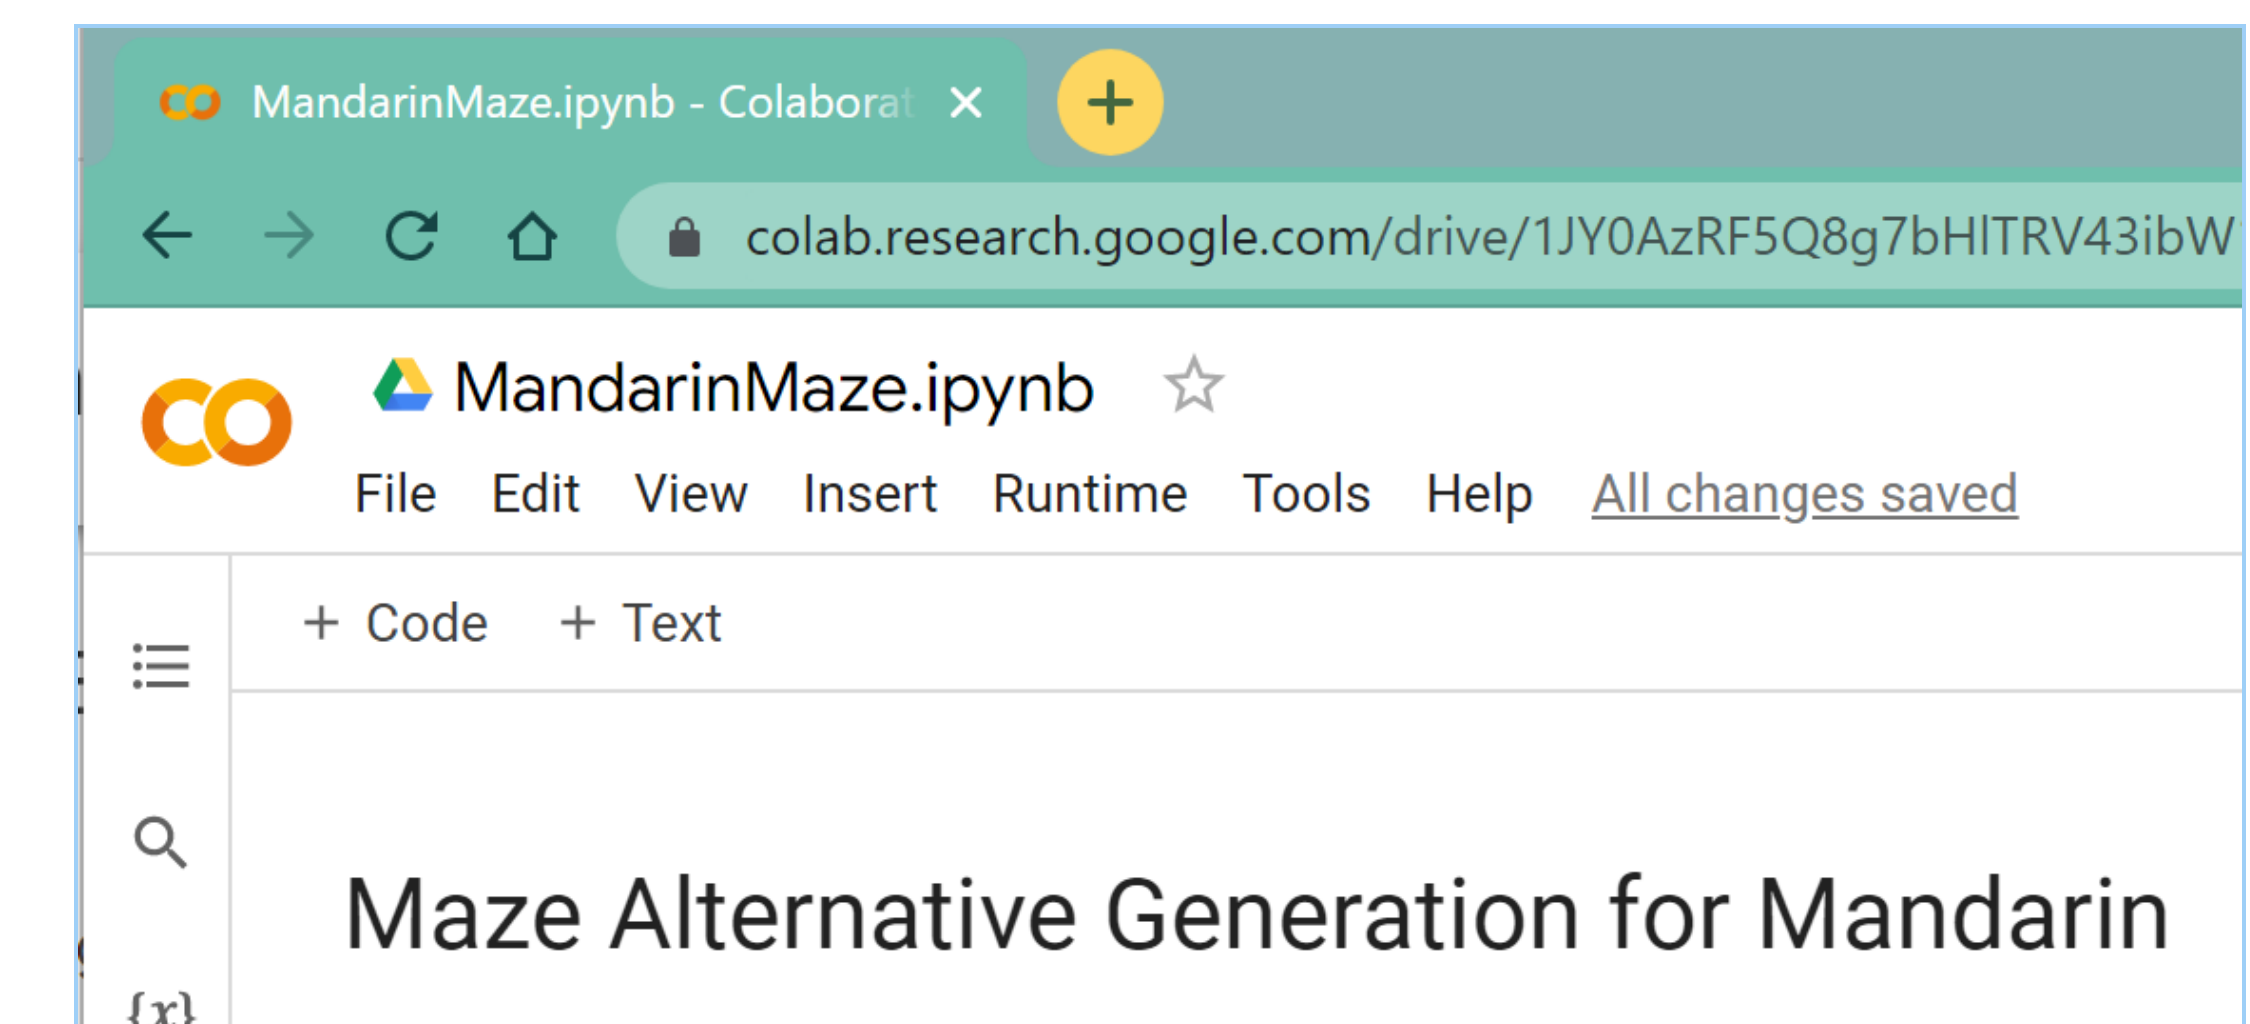 MandarinMaze.ipynb - Colaborat
colab.research.google.com/drive/1JY0AzRF5Q8g7bHlTRV43ibW
MandarinMaze.ipynb
File Edit View Insert Runtime Tools Help All changes saved
+ Code + Text
Maze Alternative Generation for Mandarin
{x}